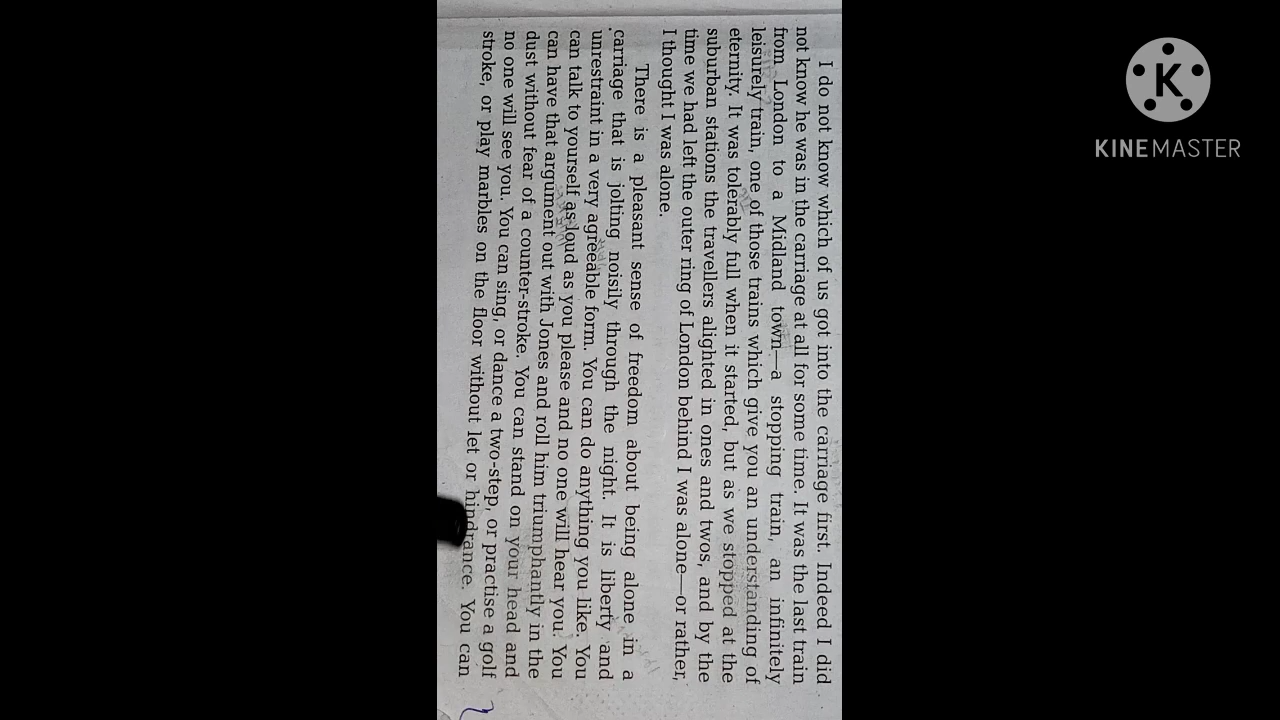 I do not know which of us got into the carriage first. Indeed I did
not know he was in the carriage at all for some time. It was the last train
from London to a Midland town—a stopping train, an infinitely
leisurely train, one of those trains which give you an understanding of
eternity. It was tolerably full when it started, but as we stopped at the
suburban stations the travellers alighted in ones and twos, and by the
time we had left the outer ring of London behind I was alone—or rather,
I thought I was alone.
There is a pleasant sense of freedom about being alone in a
carriage that is jolting noisily through the night. It is liberty and
unrestraint in a very agreeable form. You can do anything you like. You
can talk to yourself as loud as you please and no one will hear you. You
can have that argument out with Jones and roll him triumphantly in the
dust without fear of a counter-stroke. You can stand on your head and
no one will see you. You can sing, or dance a two-step, or practise a golf
stroke, or play marbles on the floor without let or hindrance. You can
K
KINEMASTER